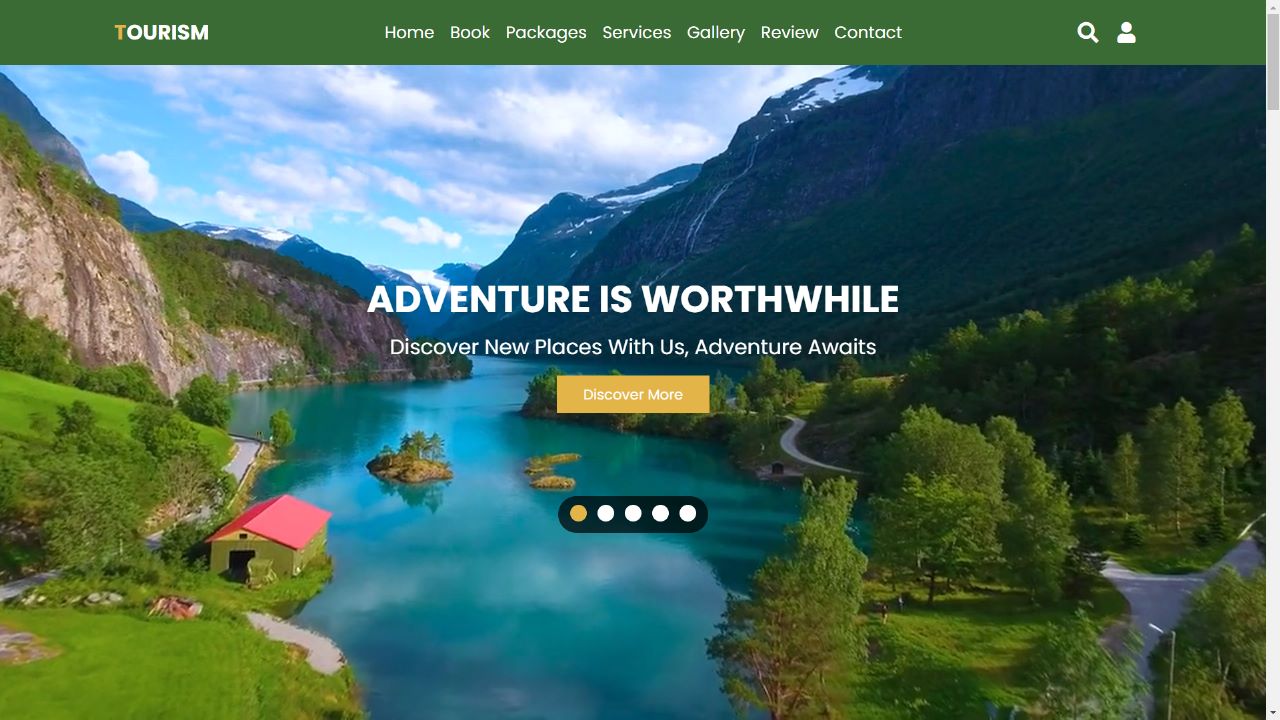 TOURISM
Home Book Packages Services Gallery Review Contact
ADVENTURE IS WORTHWHILE
Discover New Places With Us, Adventure Awaits
Discover More